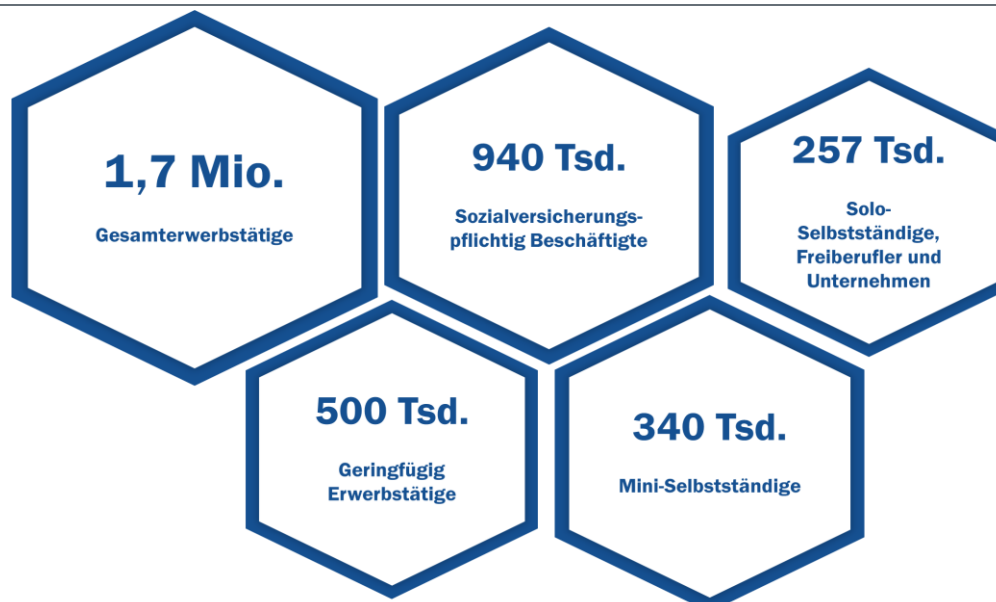 1,7 Mio.
Gesamterwerbstätige
940 Tsd.
Sozialversicherungs-
pflichtig Beschäftigte
257 Tsd.
Solo-
Selbstständige,
Freiberufler und
Unternehmen
500 Tsd.
Geringfügig
Erwerbstätige
340 Tsd.
Mini-Selbstständige